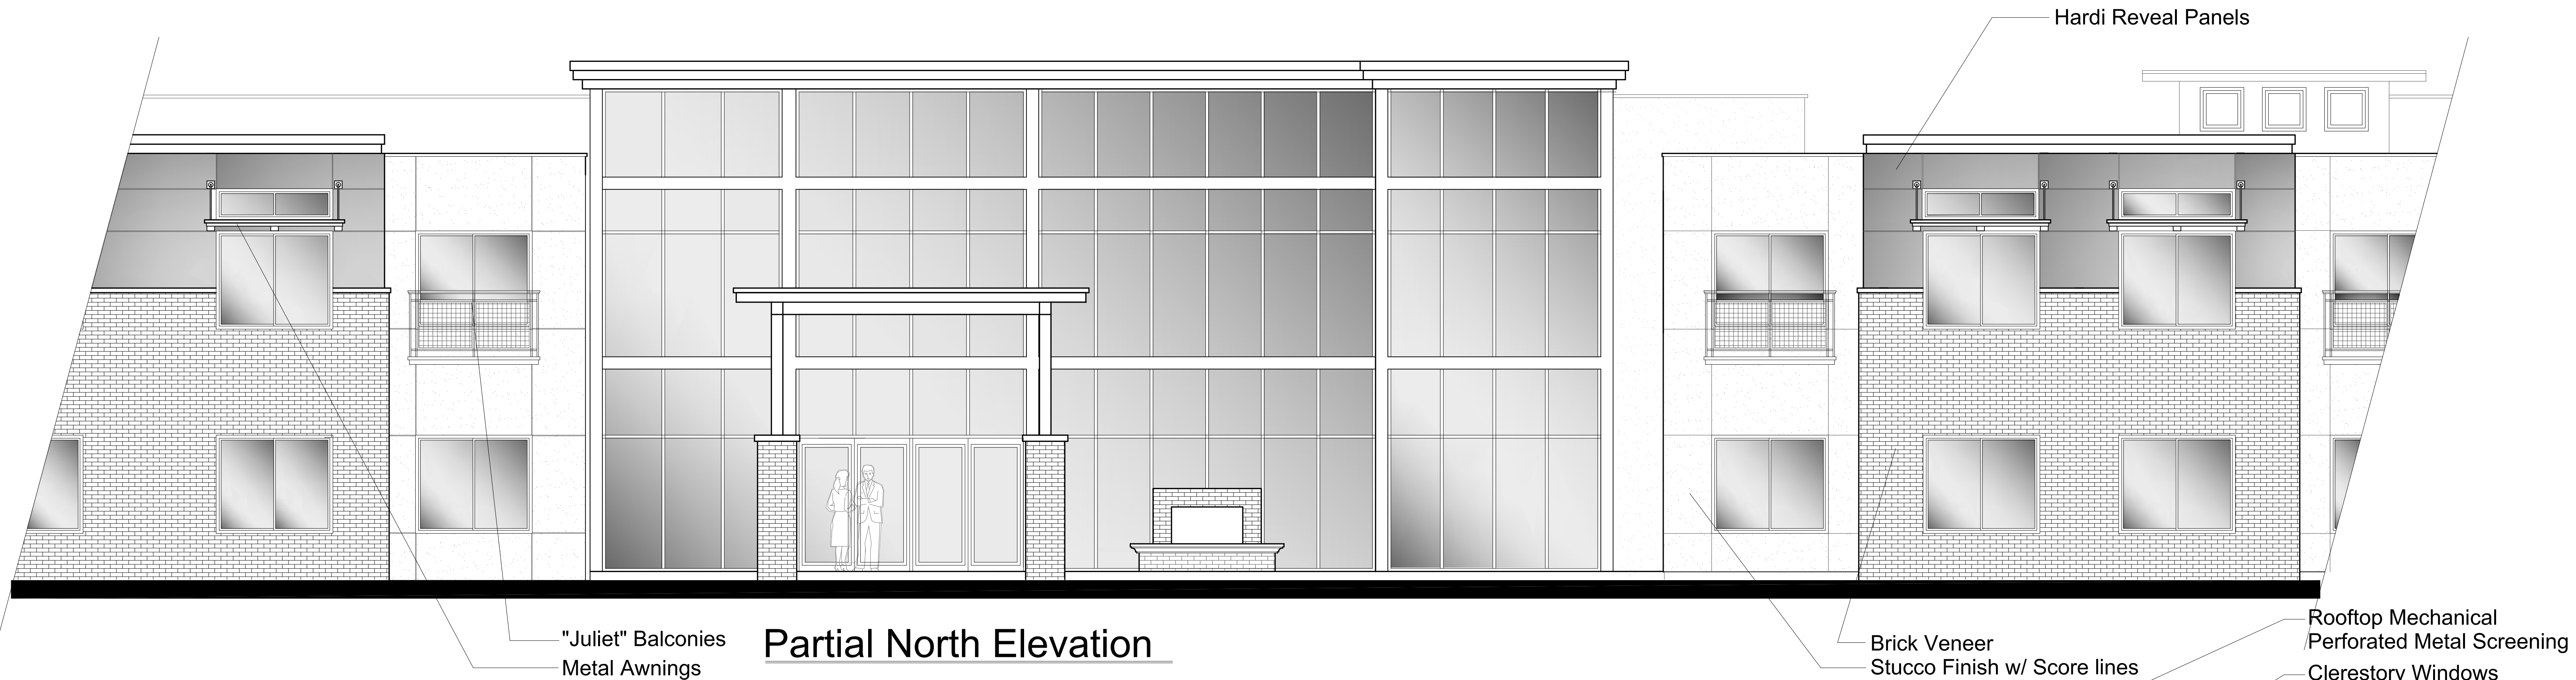 Hardi Reveal Panels
"Juliet" Balconies
Metal Awnings
Partial North Elevation
Brick Veneer
Stucco Finish w/ Score lines
Rooftop Mechanical
Perforated Metal Screening
Clerestory Windows